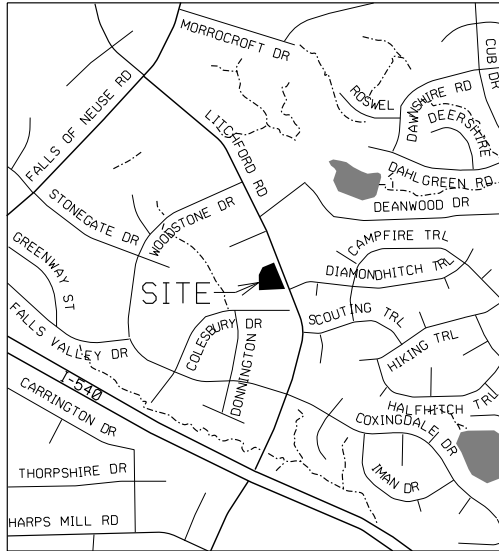 MORROCROFT DR
CUB DR
FALLS OF NEUSE RD
ROSWEL
DAWLISHIRE RD
DEERSHIRE
LITCHFORD RD
DAHLGREEN RD
DEANWOOD DR
STONEGATE DR
WOODSTONE DR
GREENWAY ST
CAMPFIRE TRL
DIAMONDHITCH TRL
SITE
SCOUTING TRL
FALLS VALLEY DR
COLESBURY DR
DONNINGTON
HIKING TRL
I-540
CARRINGTON DR
HALFHITCH TRL
COXINGDALE DR
THORPSHIRE DR
IMAN DR
HARPS MILL RD